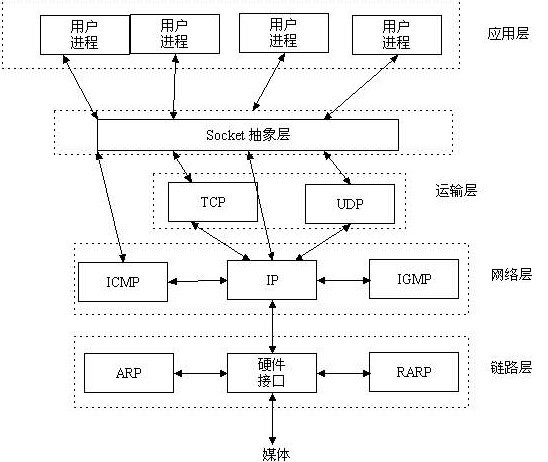 用户
进程
用户
进程
用户
进程
用户
进程
应用层
Socket 抽象层
运输层
TCP
UDP
网络层
ICMP
IP
IGMP
链路层
ARP
硬件
接口
RARP
媒体